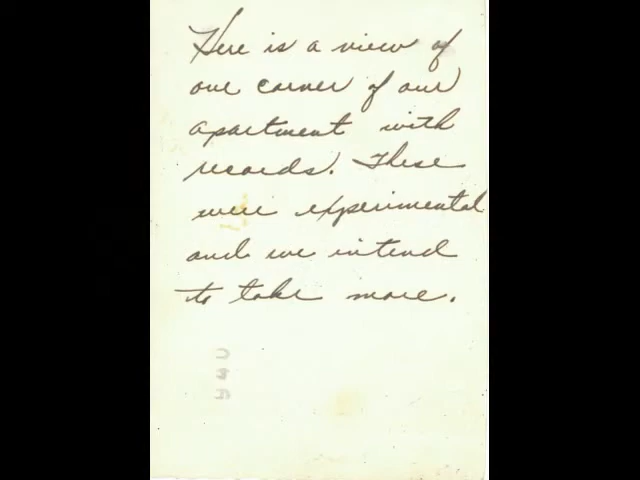 Here is a view of
one corner of our
apartment with
records. These
were experimental
and we intend
to take more.